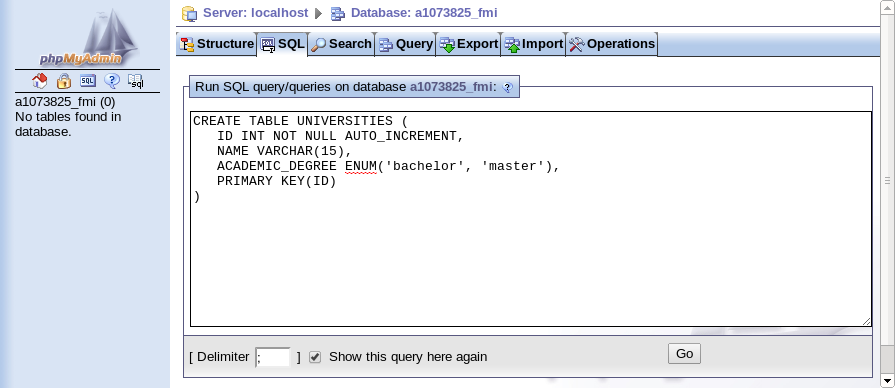 Server: localhost ▶ Database: a1073825_fmi
phpMyAdmin
Structure SQL Search Query Export Import Operations
SQL ? sql
a1073825_fmi (0)
No tables found in
database.
Run SQL query/queries on database a1073825_fmi: ?
CREATE TABLE UNIVERSITIES (
   ID INT NOT NULL AUTO_INCREMENT,
   NAME VARCHAR(15),
   ACADEMIC_DEGREE ENUM('bachelor', 'master'),
   PRIMARY KEY(ID)
)
[ Delimiter ; ] Show this query here again Go